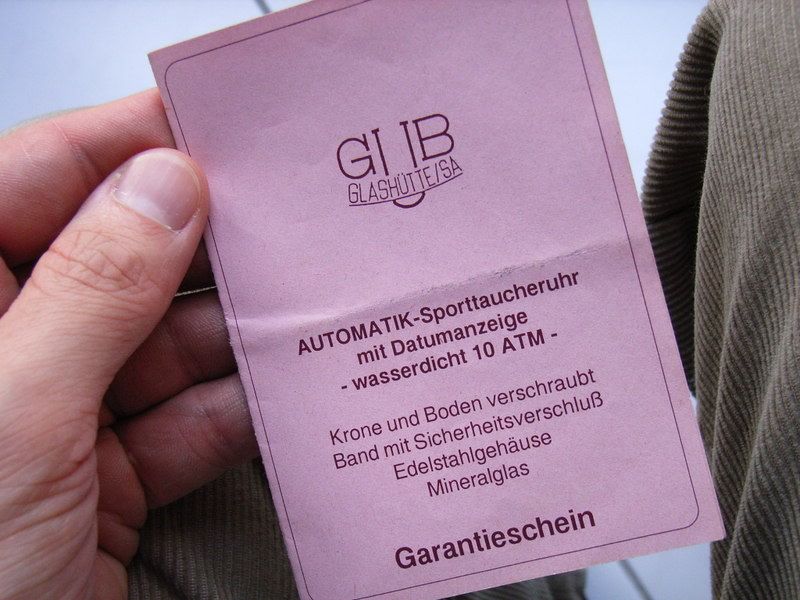 GUB
GLASHÜTTE/SA
AUTOMATIK-Sporttaucheruhr
mit Datumanzeige
- wasserdicht 10 ATM -
Krone und Boden verschraubt
Band mit Sicherheitsverschluß
Edelstahlgehäuse
Mineralglas
Garantieschein